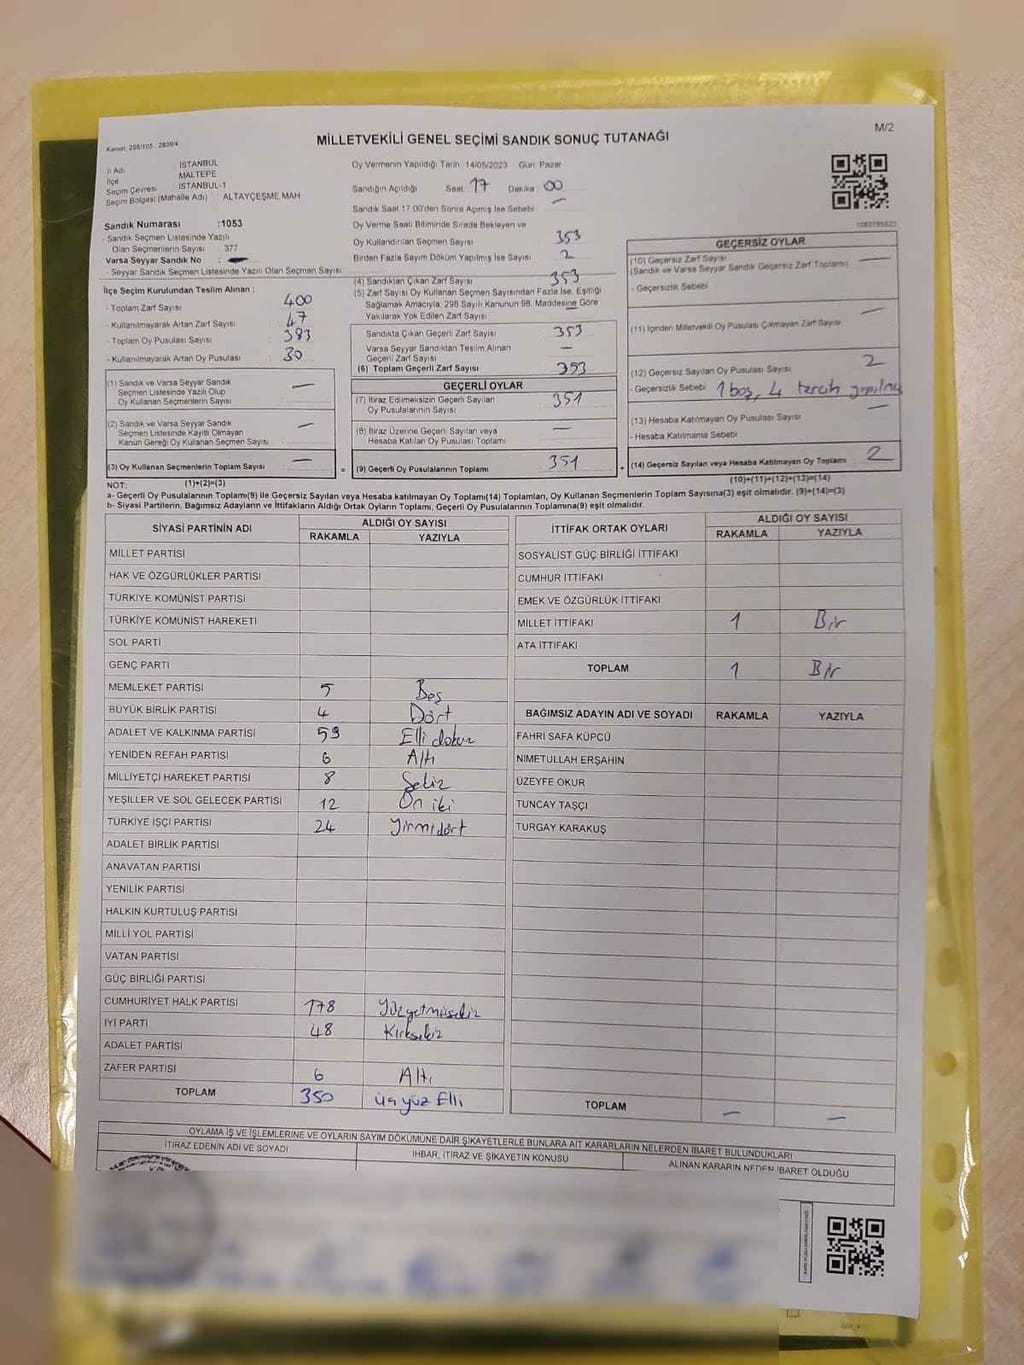 Kanun: 298/105 , 2839/4
MİLLETVEKİLİ GENEL SEÇİMİ SANDIK SONUÇ TUTANAĞI
M/2
İl Adı İSTANBUL
İlçe MALTEPE
Seçim Çevresi İSTANBUL-1
Seçim Bölgesi (Mahalle Adı) : ALTAYÇEŞME MAH
Oy Vermenin Yapıldığı Tarih 14/05/2023 Gün: Pazar
Sandığın Açıldığı Saat 17 Dakika 00
Sandık Saat 17.00'den Sonra Açmış İse Sebebi —
Sandık Numarası :1053
- Sandık Seçmen Listesinde Yazılı
Olan Seçmenlerin Sayısı : 377
Varsa Seyyar Sandık No :
- Seyyar Sandık Seçmen Listesinde Yazılı Olan Seçmen Sayısı
Oy Verme Saati Bitiminde Sırada Bekleyen ve
Oy Kullandırılan Seçmen Sayısı 353
Birden Fazla Sayım Döküm Yapılmış İse Sayısı 2
İlçe Seçim Kurulundan Teslim Alınan :
- Toplam Zarf Sayısı : 400
- Kullanılmayarak Artan Zarf Sayısı : 47
- Toplam Oy Pusulası Sayısı : 383
- Kullanılmayarak Artan Oy Pusulası : 30
(1) Sandık ve Varsa Seyyar Sandık
Seçmen Listesinde Yazılı Olup
Oy Kullanan Seçmenlerin Sayısı —
(2) Sandık ve Varsa Seyyar Sandık
Seçmen Listesinde Kayıtlı Olmayan
Kanun Gereği Oy Kullanan Seçmen Sayısı —
(3) Oy Kullanan Seçmenlerin Toplam Sayısı —
(4) Sandıktan Çıkan Zarf Sayısı 353
(5) Zarf Sayısı Oy Kullanan Seçmen Sayısından Fazla İse, Eşitliği
Sağlamak Amacıyla, 298 Sayılı Kanunun 98. Maddesine Göre
Yakılarak Yok Edilen Zarf Sayısı —
Sandıkta Çıkan Geçerli Zarf Sayısı 353
Varsa Seyyar Sandıktan Teslim Alınan
Geçerli Zarf Sayısı —
(6) Toplam Geçerli Zarf Sayısı 353
GEÇERLİ OYLAR
(7) İtiraz Edilmeksizin Geçerli Sayılan
Oy Pusulalarının Sayısı 351
(8) İtiraz Üzerine Geçerli Sayılan veya
Hesaba Katılan Oy Pusulası Toplamı —
= (9) Geçerli Oy Pusulalarının Toplamı 351
GEÇERSİZ OYLAR
(10) Geçersiz Zarf Sayısı
(Sandık ve Varsa Seyyar Sandık Geçersiz Zarf Toplamı) —
- Geçersizlik Sebebi
(11) İçinden Milletvekili Oy Pusulası Çıkmayan Zarf Sayısı —
(12) Geçersiz Sayılan Oy Pusulası Sayısı 2
- Geçersizlik Sebebi 1 boş, 4 tercih yapılmış
(13) Hesaba Katılmayan Oy Pusulası Sayısı —
- Hesaba Katılmama Sebebi
+ (14) Geçersiz Sayılan veya Hesaba Katılmayan Oy Toplamı 2
NOT: (1)+(2)=(3)
(10)+(11)+(12)+(13)=(14)
a- Geçerli Oy Pusulalarının Toplamı(9) ile Geçersiz Sayılan veya Hesaba katılmayan Oy Toplamı(14) Toplamları, Oy Kullanan Seçmenlerin Toplam Sayısına(3) eşit olmalıdır. (9)+(14)=(3)
b- Siyasi Partilerin, Bağımsız Adayların ve İttifakların Aldığı Ortak Oyların Toplamı, Geçerli Oy Pusulalarının Toplamına(9) eşit olmalıdır.
SİYASİ PARTİNİN ADI ALDIĞI OY SAYISI
RAKAMLA YAZIYLA
MİLLET PARTİSİ
HAK VE ÖZGÜRLÜKLER PARTİSİ
TÜRKİYE KOMÜNİST PARTİSİ
TÜRKİYE KOMÜNİST HAREKETİ
SOL PARTİ
GENÇ PARTİ
MEMLEKET PARTİSİ 5 Beş
BÜYÜK BİRLİK PARTİSİ 4 Dört
ADALET VE KALKINMA PARTİSİ 59 Elli dokuz
YENİDEN REFAH PARTİSİ 6 Altı
MİLLİYETÇİ HAREKET PARTİSİ 8 Sekiz
YEŞİLLER VE SOL GELECEK PARTİSİ 12 On iki
TÜRKİYE İŞÇİ PARTİSİ 24 Yirmidört
ADALET BİRLİK PARTİSİ
ANAVATAN PARTİSİ
YENİLİK PARTİSİ
HALKIN KURTULUŞ PARTİSİ
MİLLİ YOL PARTİSİ
VATAN PARTİSİ
GÜÇ BİRLİĞİ PARTİSİ
CUMHURİYET HALK PARTİSİ 178 Yüzyetmişsekiz
İYİ PARTİ 48 Kırksekiz
ADALET PARTİSİ
ZAFER PARTİSİ 6 Altı
TOPLAM 350 üçyüz Elli
İTTİFAK ORTAK OYLARI ALDIĞI OY SAYISI
RAKAMLA YAZIYLA
SOSYALİST GÜÇ BİRLİĞİ İTTİFAKI
CUMHUR İTTİFAKI
EMEK VE ÖZGÜRLÜK İTTİFAKI
MİLLET İTTİFAKI 1 Bir
ATA İTTİFAKI
TOPLAM 1 Bir
BAĞIMSIZ ADAYIN ADI VE SOYADI RAKAMLA YAZIYLA
FAHRİ SAFA KÜPCÜ
NİMETULLAH ERŞAHİN
ÜZEYFE OKUR
TUNCAY TAŞÇI
TURGAY KARAKUŞ
TOPLAM — —
OYLAMA İŞ VE İŞLEMLERİNE VE OYLARIN SAYIM DÖKÜMÜNE DAİR ŞİKAYETLERLE BUNLARA AİT KARARLARIN NELERDEN İBARET BULUNDUKLARI
İTİRAZ EDENİN ADI VE SOYADI İHBAR, İTİRAZ VE ŞİKAYETİN KONUSU ALINAN KARARIN NEDEN İBARET OLDUĞU